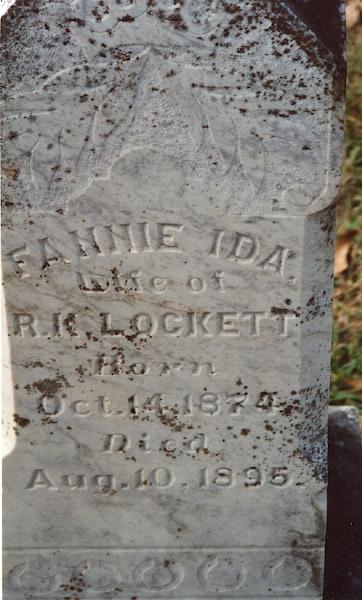 FANNIE IDA,
Wife of
R.K. LOCKETT
Born
Oct. 14, 1874
Died
Aug. 10, 1895.